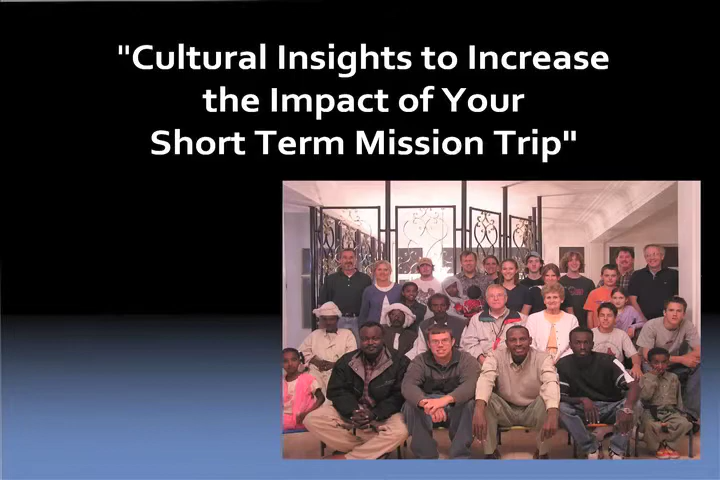 "Cultural Insights to Increase
the Impact of Your
Short Term Mission Trip"